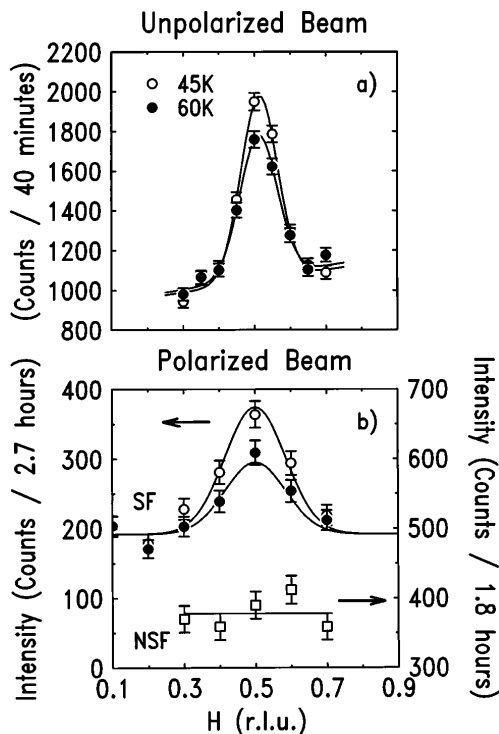 Unpolarized Beam
a)
45K
60K
2200
2000
1800
1600
1400
1200
1000
800
(Counts / 40 minutes)
Polarized Beam
b)
SF
NSF
400
300
200
100
0
Intensity (Counts / 2.7 hours)
700
600
500
400
300
Intensity (Counts / 1.8 hours)
0.1 0.3 0.5 0.7 0.9
H (r.l.u.)